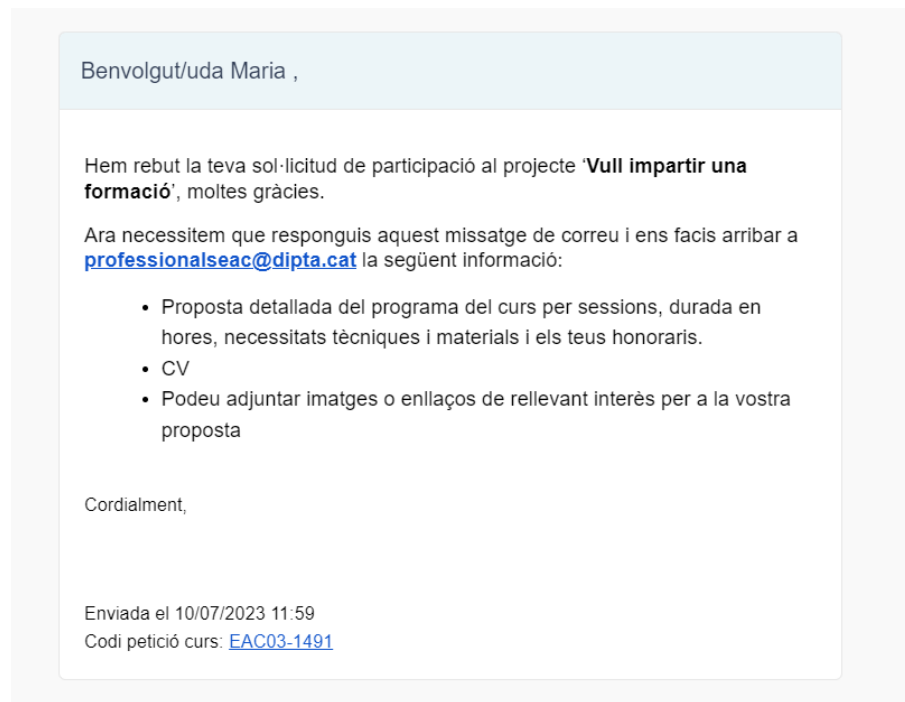 Benvolgut/uda Maria ,
Hem rebut la teva sol·licitud de participació al projecte ‘Vull impartir una
formació’, moltes gràcies.
Ara necessitem que responguis aquest missatge de correu i ens facis arribar a
professionalseac@dipta.cat la següent informació:
• Proposta detallada del programa del curs per sessions, durada en
hores, necessitats tècniques i materials i els teus honoraris.
• CV
• Podeu adjuntar imatges o enllaços de rellevant interès per a la vostra
proposta
Cordialment,
Enviada el 10/07/2023 11:59
Codi petició curs: EAC03-1491